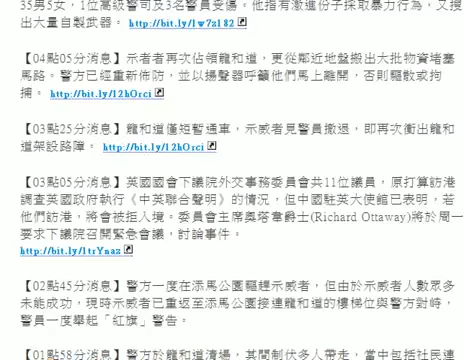 35男5女，1位高級警司及3名警員受傷。他指有激進份子採取暴力行為，又搜
出大量自製武器。 http://bit.ly/1w7z182
【04點05分消息】示者者再次佔領龍和道，更從鄰近地盤搬出大批物資堵塞
馬路。警方已經重新佈防，並以揚聲器呼籲他們馬上離開，否則驅散或拘
捕。 http://bit.ly/12hOrci
【03點25分消息】龍和道僅短暫通車，示威者見警員撤退，即再次衝出龍和
道架設路障。 http://bit.ly/12hOrci
【03點05分消息】英國國會下議院外交事務委員會共11位議員，原打算訪港
調查英國政府執行《中英聯合聲明》的情況，但中國駐英大使館已表明，若
他們訪港，將會被拒入境。委員會主席奧塔韋爵士(Richard Ottaway)將於周一
要求下議院召開緊急會議，討論事件。
http://bit.ly/1trYnaz
【02點45分消息】警方一度在添馬公園驅趕示威者，但由於示威者人數眾多
未能成功，現時示威者已重返至添馬公園接連龍和道的樓梯位與警方對峙，
警員一度舉起「紅旗」警告。
【01點58分消息】警方於龍和道清場，其間制伏多人帶走，當中包括社民連